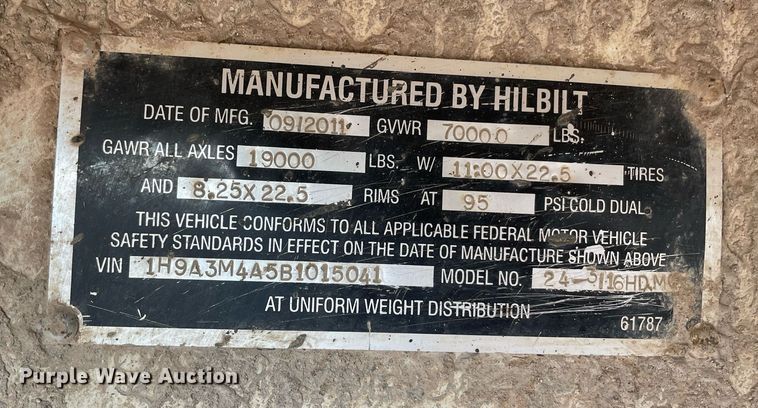 MANUFACTURED BY HILBILT
DATE OF MFG. 09/2011 GVWR 70000 LBS.
GAWR ALL AXLES 19000 LBS. W/ 11:00X22.5 TIRES
AND 8.25X22.5 RIMS AT 95 PSI COLD DUAL.
THIS VEHICLE CONFORMS TO ALL APPLICABLE FEDERAL MOTOR VEHICLE
SAFETY STANDARDS IN EFFECT ON THE DATE OF MANUFACTURE SHOWN ABOVE
VIN 1H9A3M4A5B1015041 MODEL NO.
AT UNIFORM WEIGHT DISTRIBUTION
61787
Purple Wave Auction